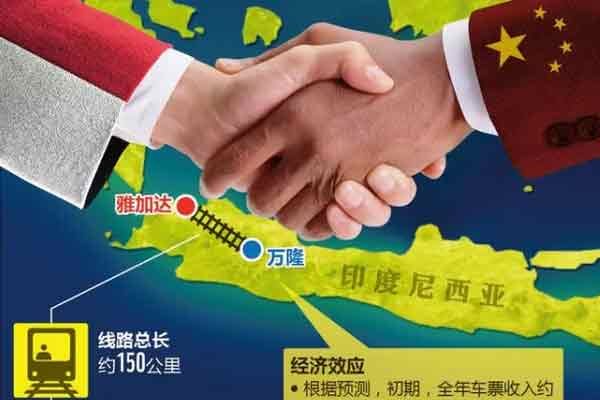 雅加达
万隆
印度尼西亚
线路总长
约150公里
经济效应
• 根据预测，初期，全年车票收入约